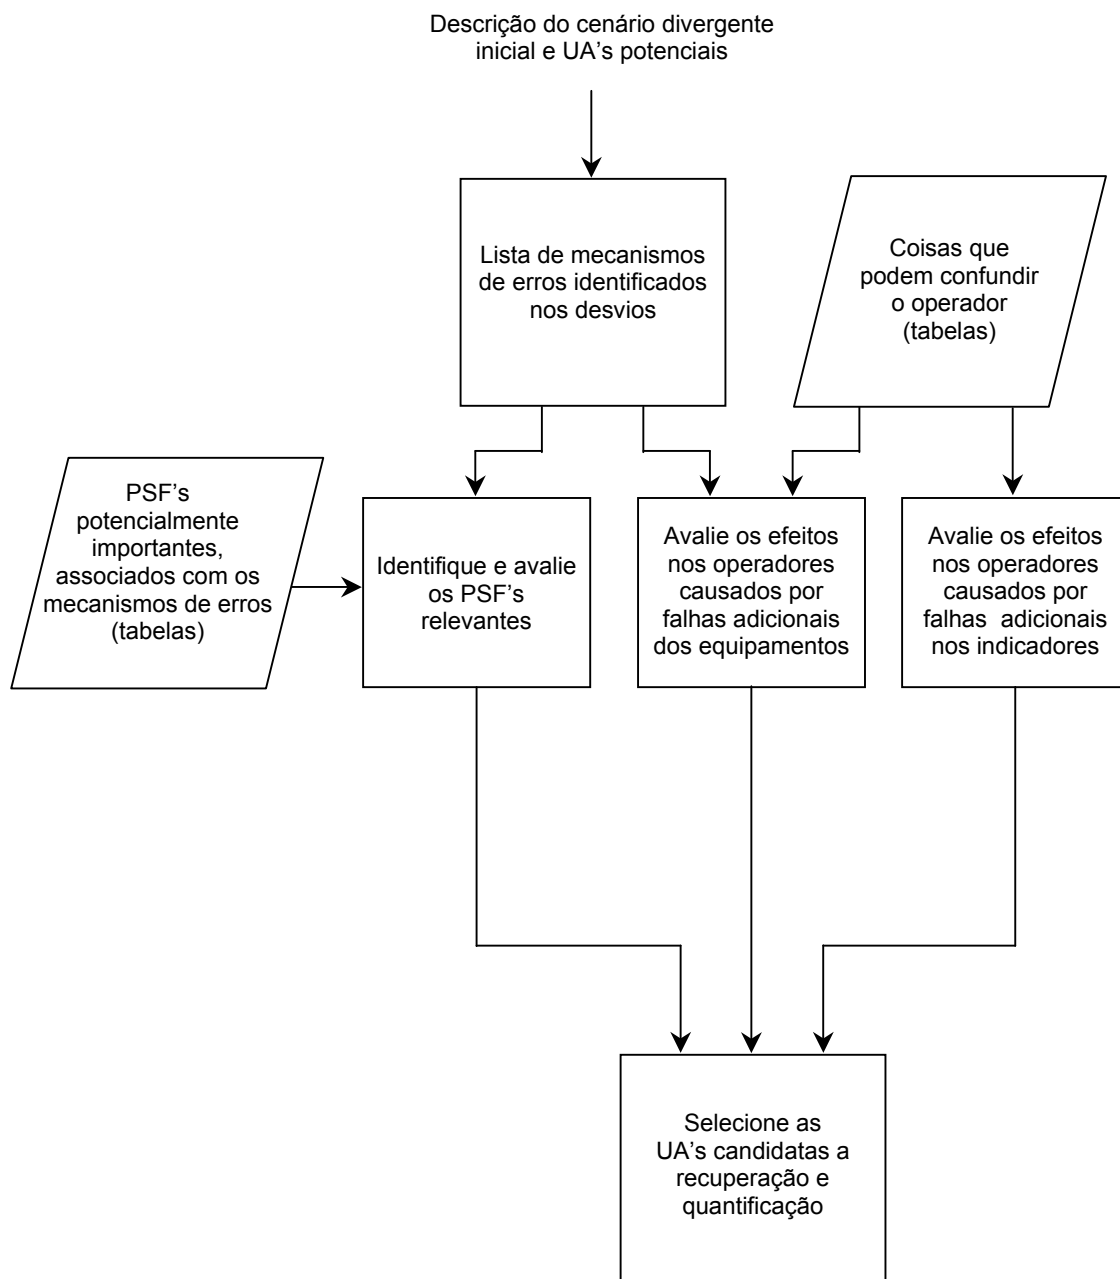 Descrição do cenário divergente
inicial e UA's potenciais
Lista de mecanismos
de erros identificados
nos desvios
Coisas que
podem confundir
o operador
(tabelas)
PSF's
potencialmente
importantes,
associados com os
mecanismos de erros
(tabelas)
Identifique e avalie
os PSF's
relevantes
Avalie os efeitos
nos operadores
causados por
falhas adicionais
dos equipamentos
Avalie os efeitos
nos operadores
causados por
falhas adicionais
nos indicadores
Selecione as
UA's candidatas a
recuperação e
quantificação